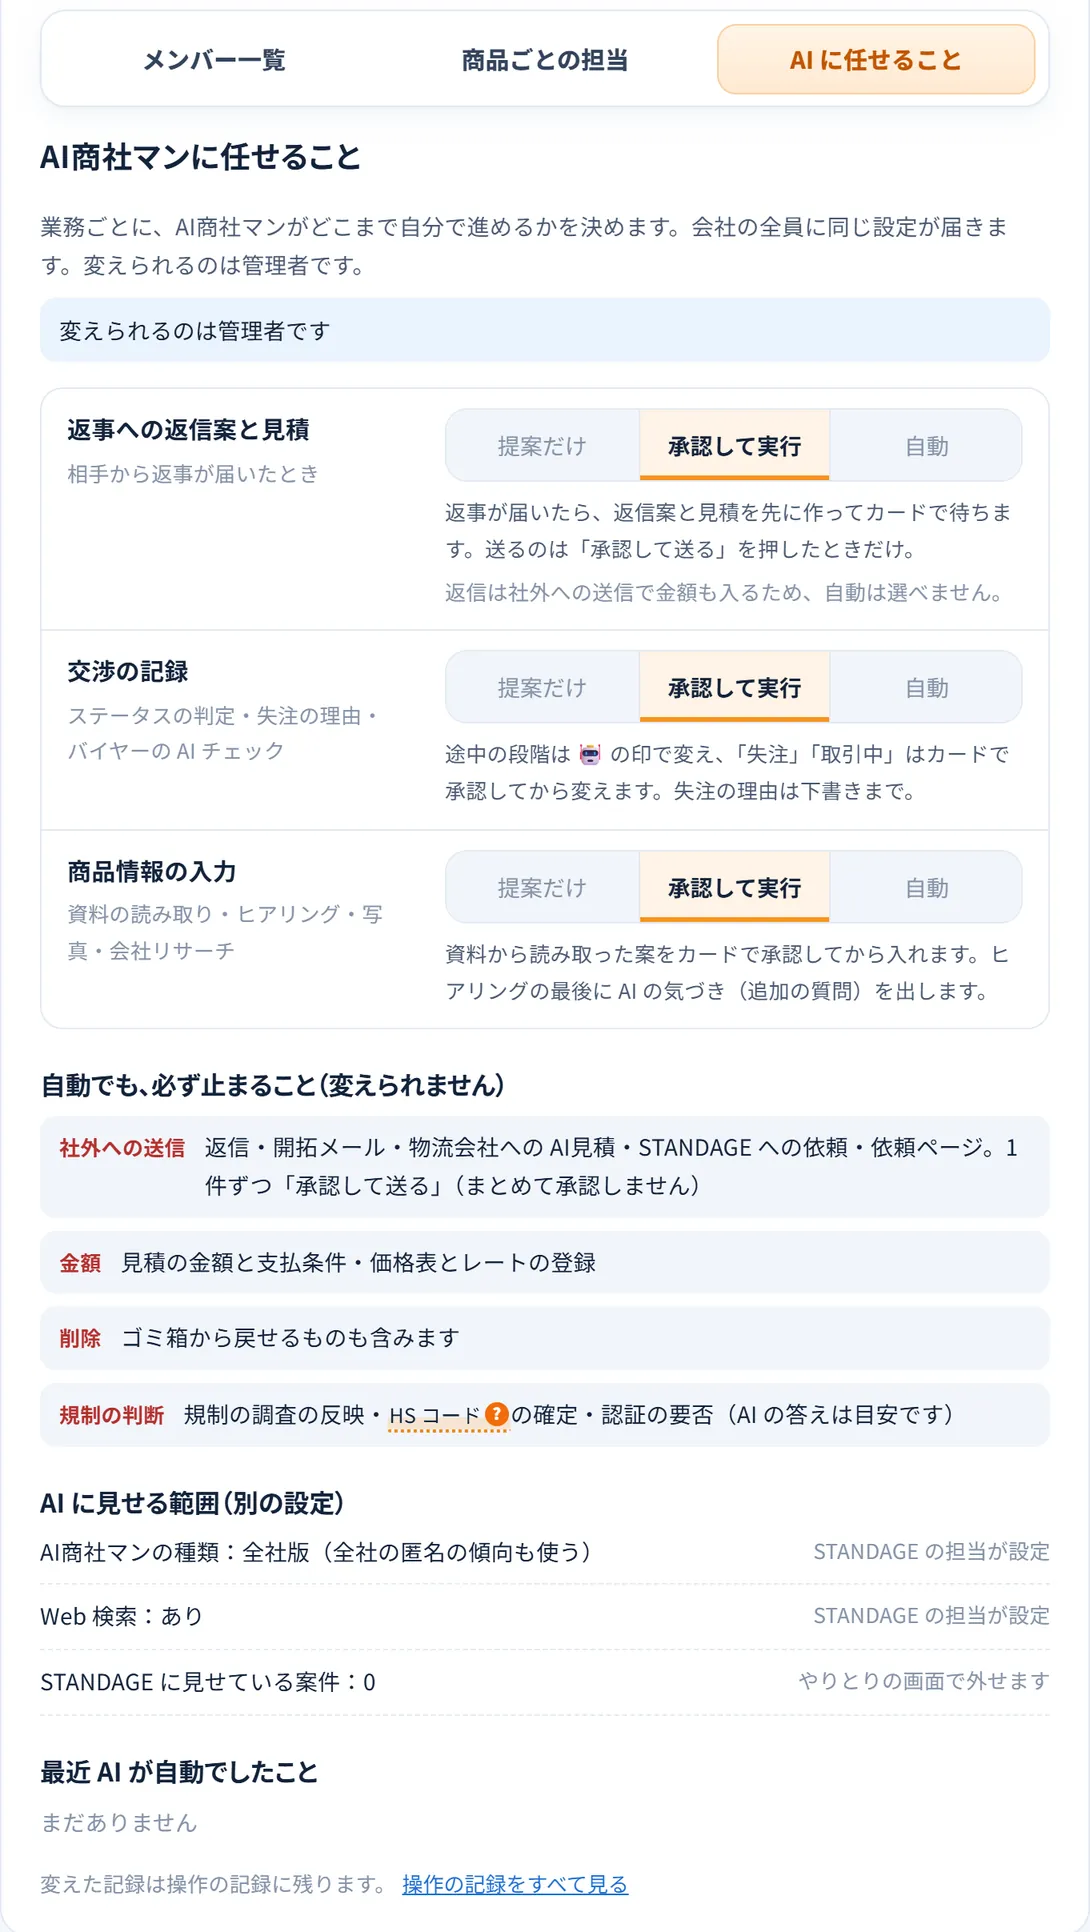 メンバー一覧
商品ごとの担当
AI に任せること
AI商社マンに任せること
業務ごとに、AI商社マンがどこまで自分で進めるかを決めます。会社の全員に同じ設定が届きま
す。変えられるのは管理者です。
変えられるのは管理者です
返事への返信案と見積
相手から返事が届いたとき
提案だけ
承認して実行
自動
返事が届いたら、返信案と見積を先に作ってカードで待ちま
す。送るのは「承認して送る」を押したときだけ。
返信は社外への送信で金額も入るため、自動は選べません。
交渉の記録
ステータスの判定・失注の理由・
バイヤーの AI チェック
提案だけ
承認して実行
自動
途中の段階は 🤖 の印で変え、「失注」「取引中」はカードで
承認してから変えます。失注の理由は下書きまで。
商品情報の入力
資料の読み取り・ヒアリング・写
真・会社リサーチ
提案だけ
承認して実行
自動
資料から読み取った案をカードで承認してから入れます。ヒ
アリングの最後に AI の気づき（追加の質問）を出します。
自動でも、必ず止まること（変えられません）
社外への送信 返信・開拓メール・物流会社への AI見積・STANDAGE への依頼・依頼ページ。1
件ずつ「承認して送る」（まとめて承認しません）
金額 見積の金額と支払条件・価格表とレートの登録
削除 ゴミ箱から戻せるものも含みます
規制の判断 規制の調査の反映・HS コード?の確定・認証の要否（AI の答えは目安です）
AI に見せる範囲（別の設定）
AI商社マンの種類：全社版（全社の匿名の傾向も使う） STANDAGE の担当が設定
Web 検索：あり STANDAGE の担当が設定
STANDAGE に見せている案件：0 やりとりの画面で外せます
最近 AI が自動でしたこと
まだありません
変えた記録は操作の記録に残ります。 操作の記録をすべて見る